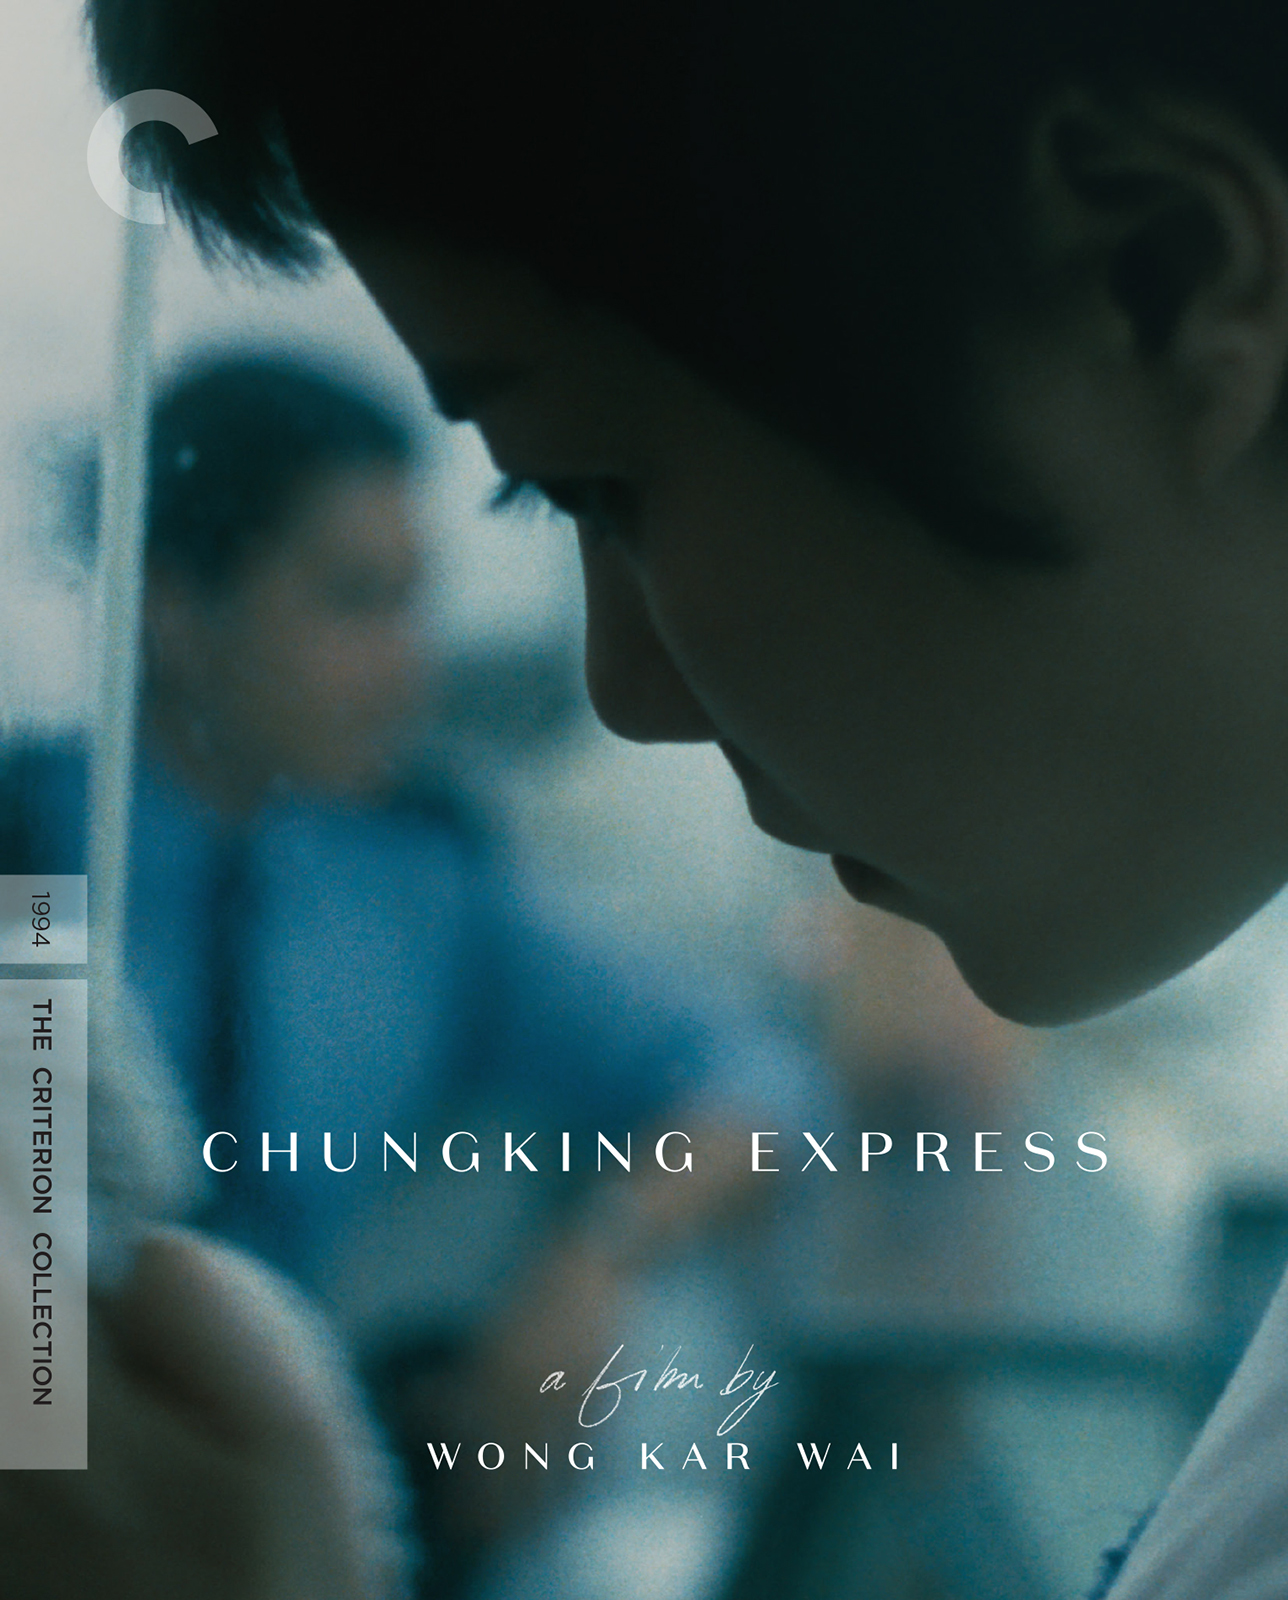 1994
THE CRITERION COLLECTION
CHUNGKING EXPRESS
a film by
WONG KAR WAI